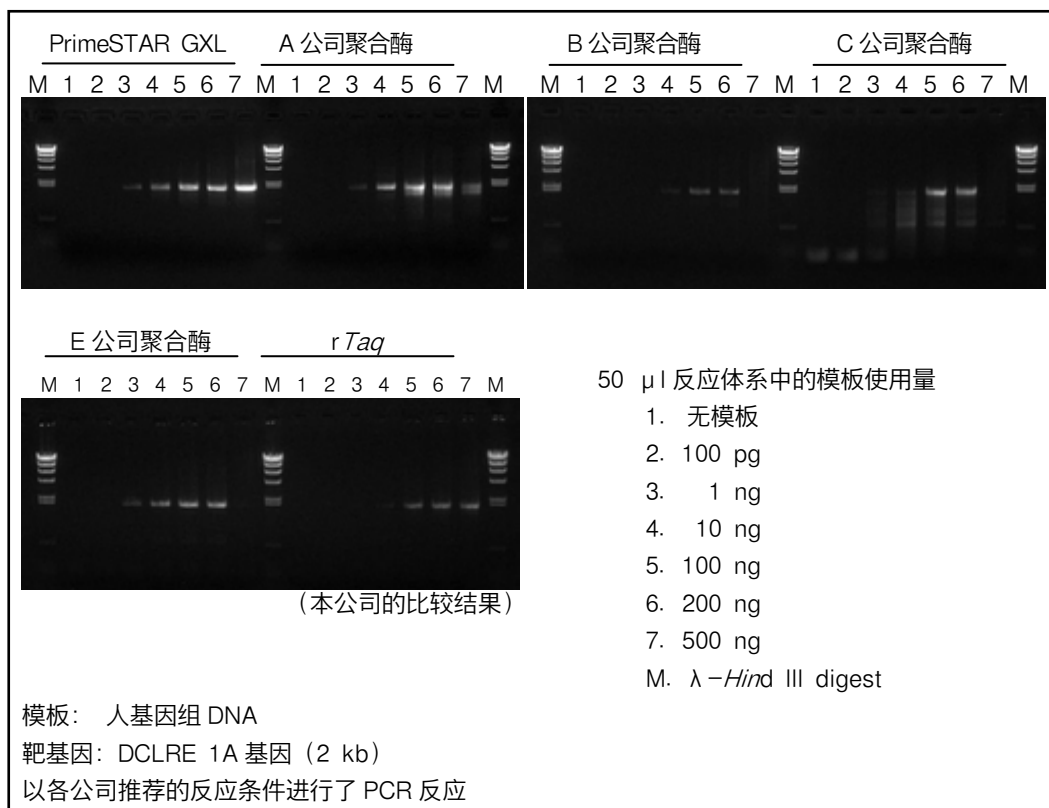 PrimeSTAR GXL A 公司聚合酶 B 公司聚合酶 C 公司聚合酶
M 1 2 3 4 5 6 7 M 1 2 3 4 5 6 7 M M 1 2 3 4 5 6 7 M 1 2 3 4 5 6 7 M
E 公司聚合酶 rTaq
M 1 2 3 4 5 6 7 M 1 2 3 4 5 6 7 M
(本公司的比较结果)
50 μl 反应体系中的模板使用量
1. 无模板
2. 100 pg
3. 1 ng
4. 10 ng
5. 100 ng
6. 200 ng
7. 500 ng
M. λ-Hind III digest
模板: 人基因组 DNA
靶基因: DCLRE 1A 基因 (2 kb)
以各公司推荐的反应条件进行了 PCR 反应